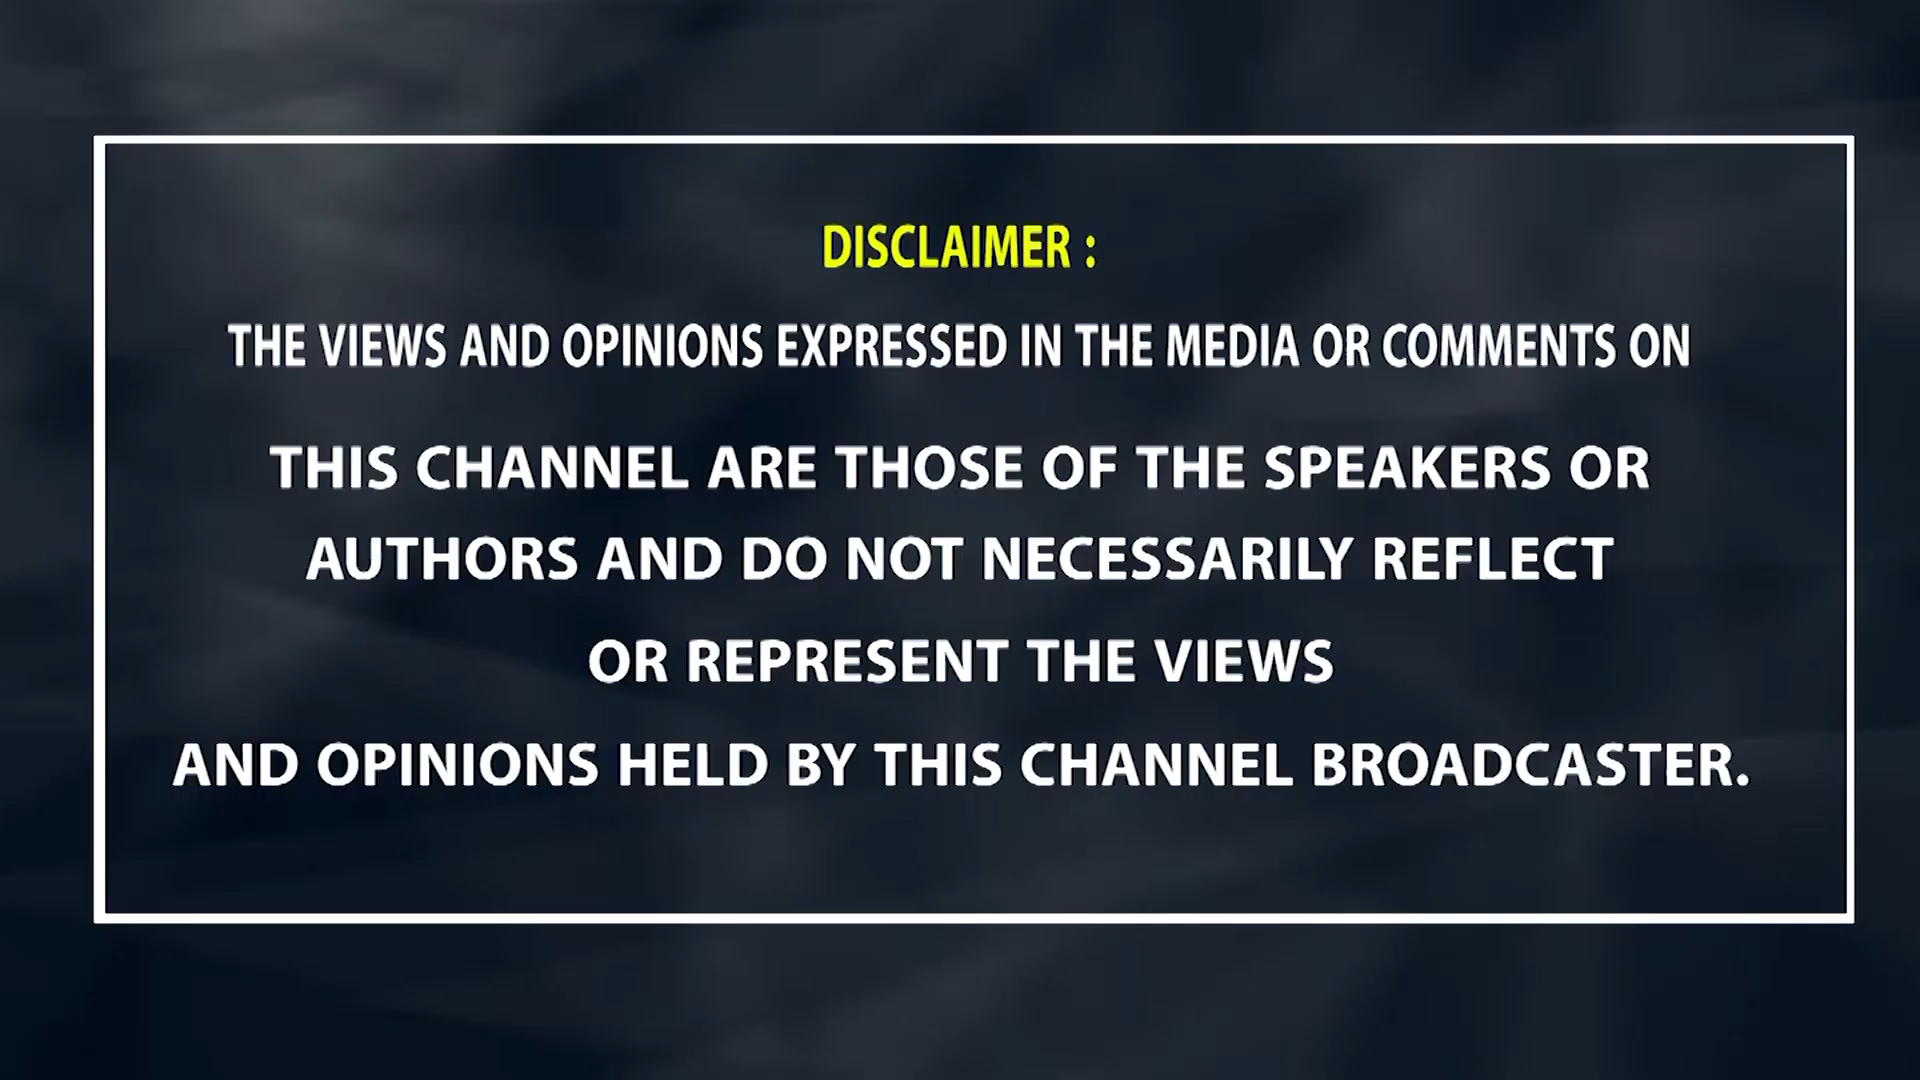 DISCLAIMER :
THE VIEWS AND OPINIONS EXPRESSED IN THE MEDIA OR COMMENTS ON
THIS CHANNEL ARE THOSE OF THE SPEAKERS OR
AUTHORS AND DO NOT NECESSARILY REFLECT
OR REPRESENT THE VIEWS
AND OPINIONS HELD BY THIS CHANNEL BROADCASTER.